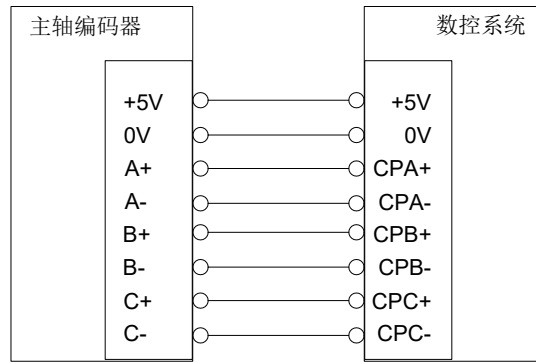 主轴编码器 数控系统
+5V +5V
0V 0V
A+ CPA+
A- CPA-
B+ CPB+
B- CPB-
C+ CPC+
C- CPC-